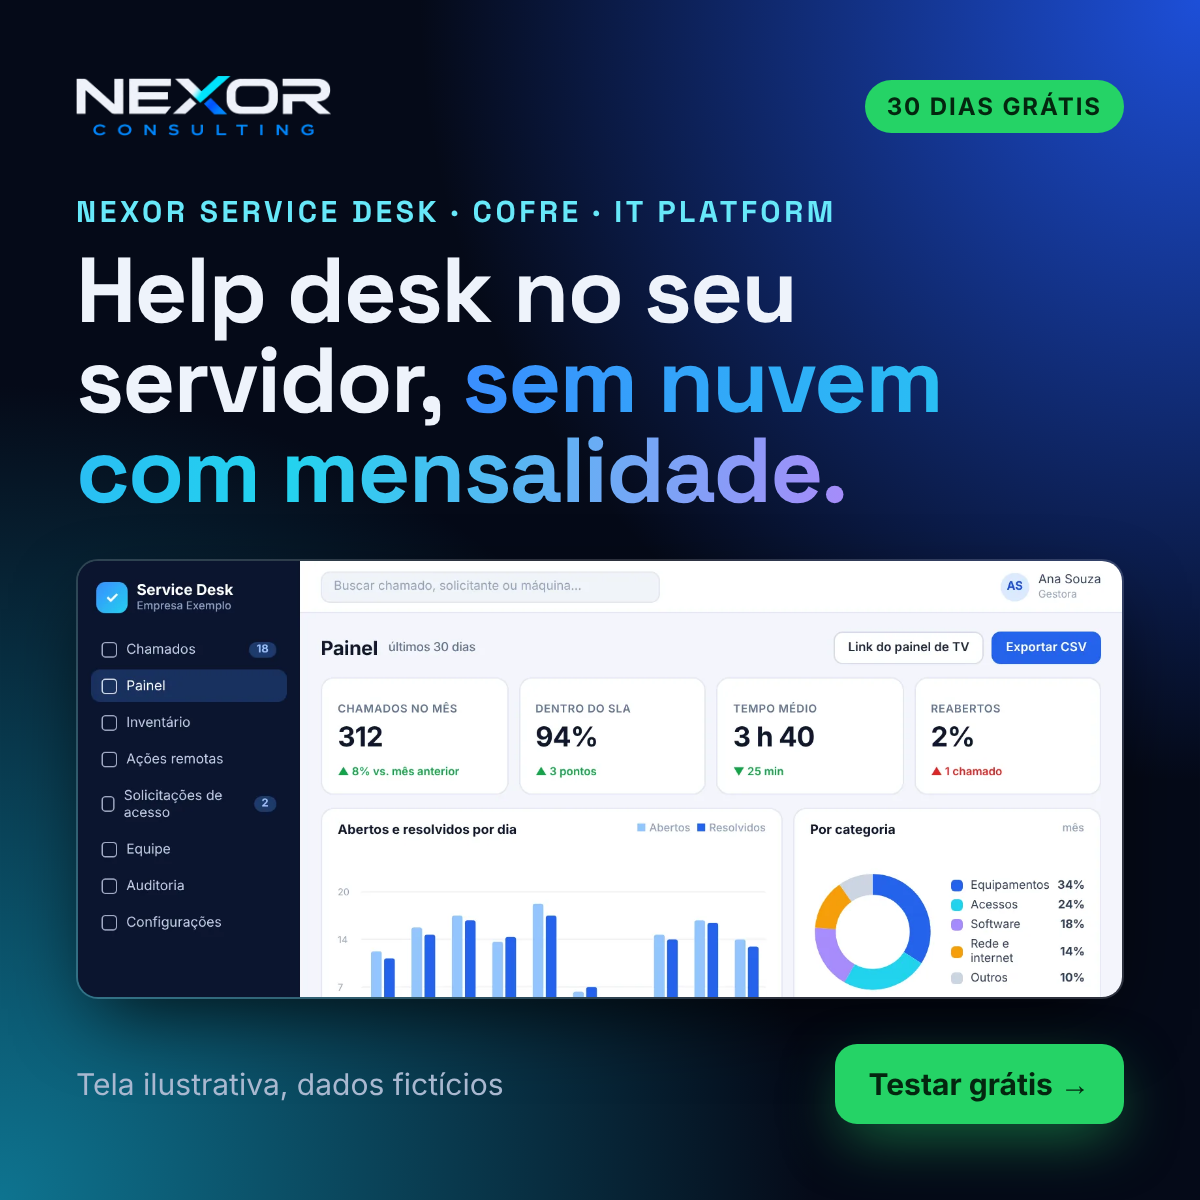 NEXOR
CONSULTING
30 DIAS GRÁTIS
NEXOR SERVICE DESK · COFRE · IT PLATFORM
Help desk no seu
servidor, sem nuvem
com mensalidade.
Service Desk
Empresa Exemplo
Chamados 18
Painel
Inventário
Ações remotas
Solicitações de
acesso 2
Equipe
Auditoria
Configurações
Buscar chamado, solicitante ou máquina...
AS
Ana Souza
Gestora
Painel últimos 30 dias
Link do painel de TV
Exportar CSV
CHAMADOS NO MÊS
312
▲ 8% vs. mês anterior
DENTRO DO SLA
94%
▲ 3 pontos
TEMPO MÉDIO
3 h 40
▼ 25 min
REABERTOS
2%
▲ 1 chamado
Abertos e resolvidos por dia
Abertos Resolvidos
20
14
7
Por categoria mês
Equipamentos 34%
Acessos 24%
Software 18%
Rede e
internet 14%
Outros 10%
Tela ilustrativa, dados fictícios
Testar grátis →